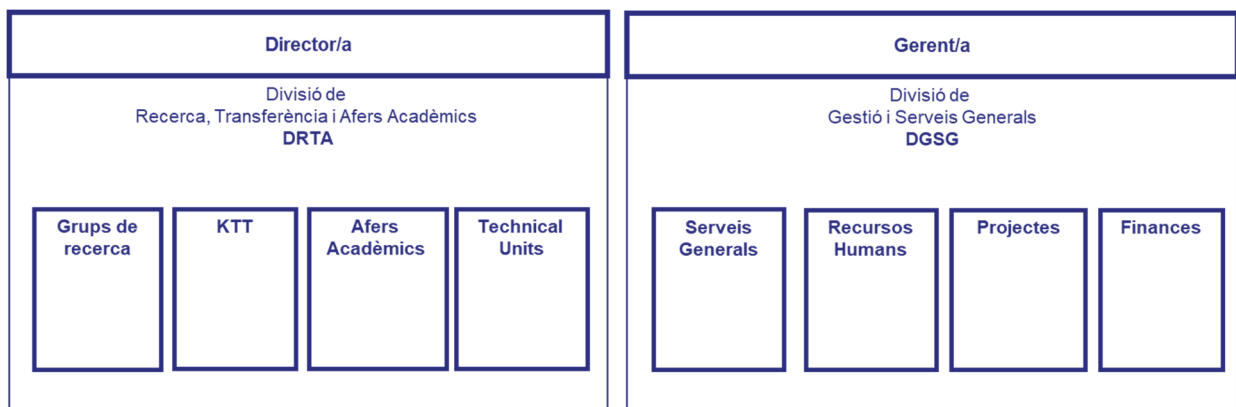 Director/a
Divisió de
Recerca, Transferència i Afers Acadèmics
DRTA
Grups de
recerca
KTT
Afers
Acadèmics
Technical
Units
Gerent/a
Divisió de
Gestió i Serveis Generals
DGSG
Serveis
Generals
Recursos
Humans
Projectes
Finances